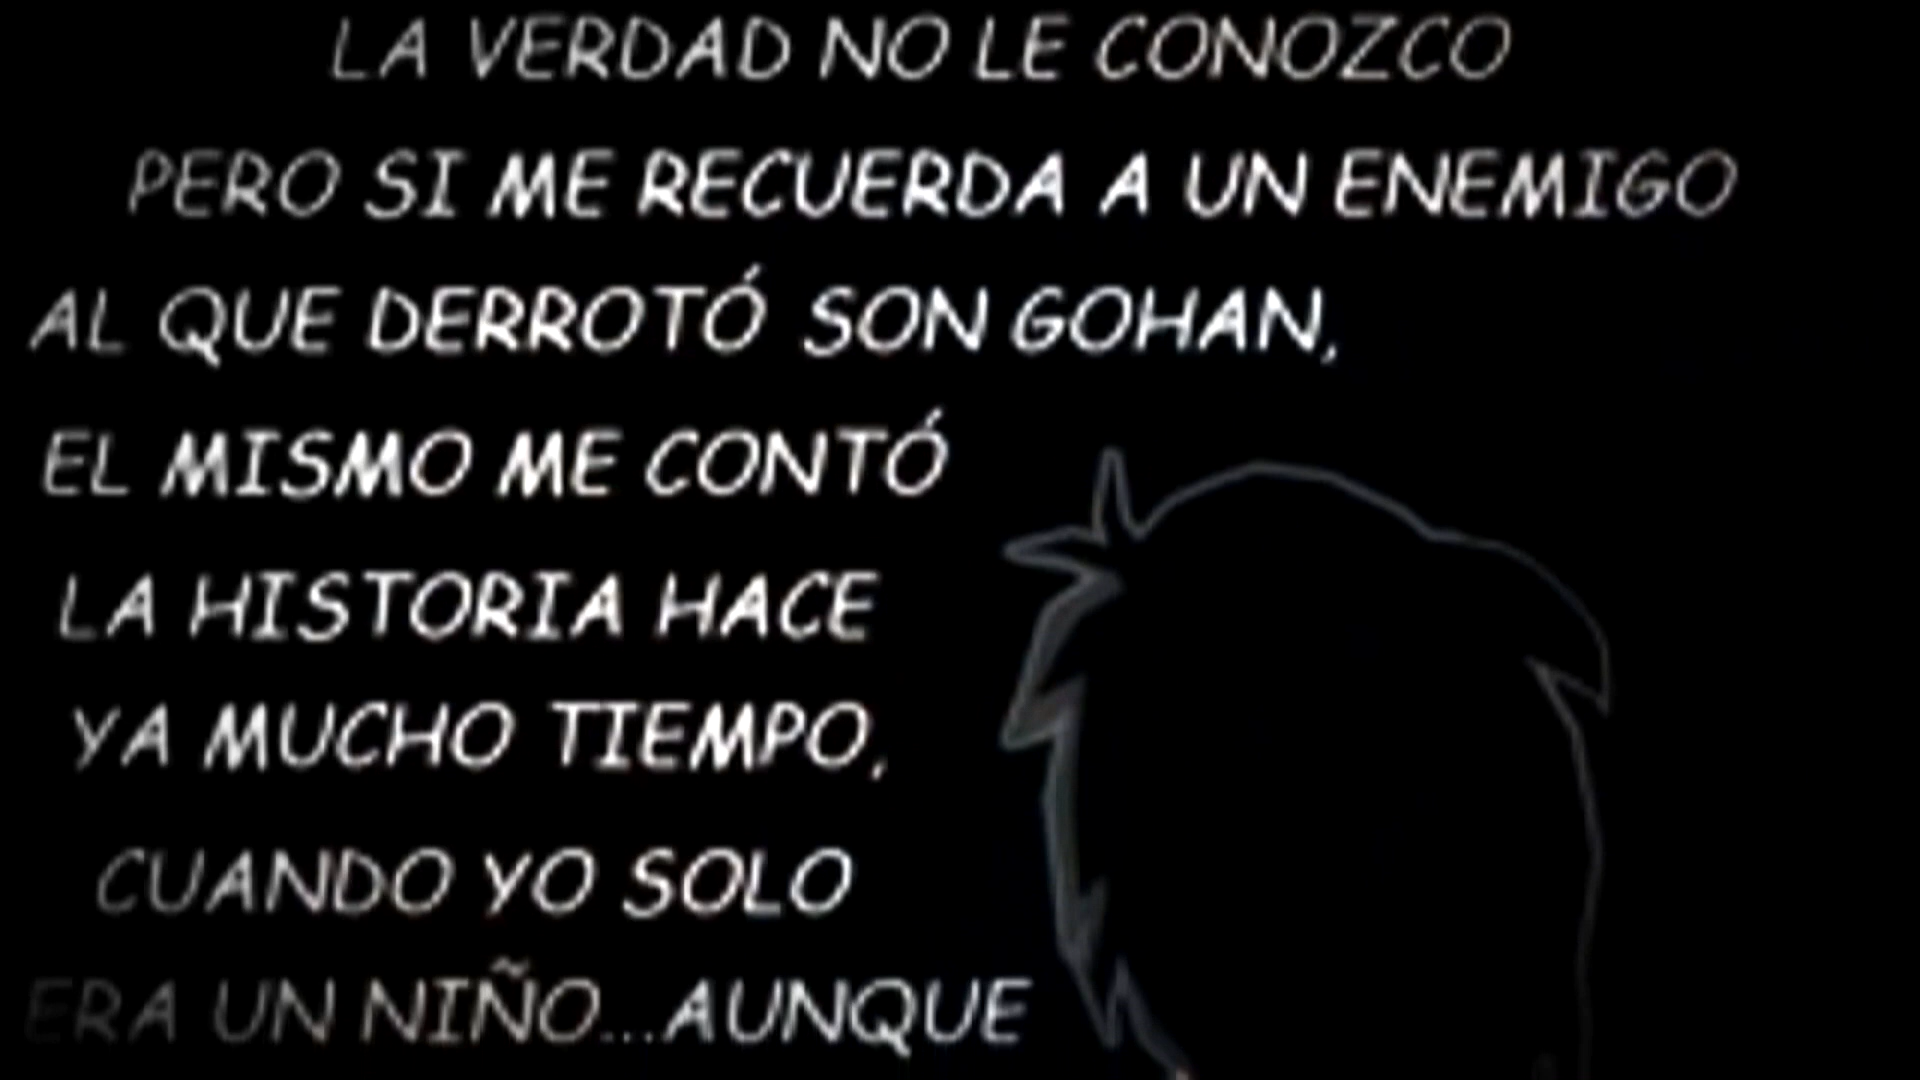 LA VERDAD NO LE CONOZCO
PERO SI ME RECUERDA A UN ENEMIGO
AL QUE DERROTÓ SON GOHAN,
EL MISMO ME CONTÓ
LA HISTORIA HACE
YA MUCHO TIEMPO,
CUANDO YO SOLO
ERA UN NIÑO...AUNQUE